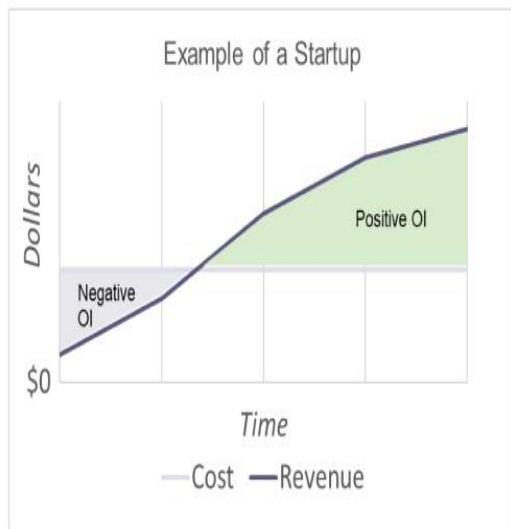 Example of a Startup
Dollars
Positive OI
Negative
OI
$0
Time
Cost Revenue